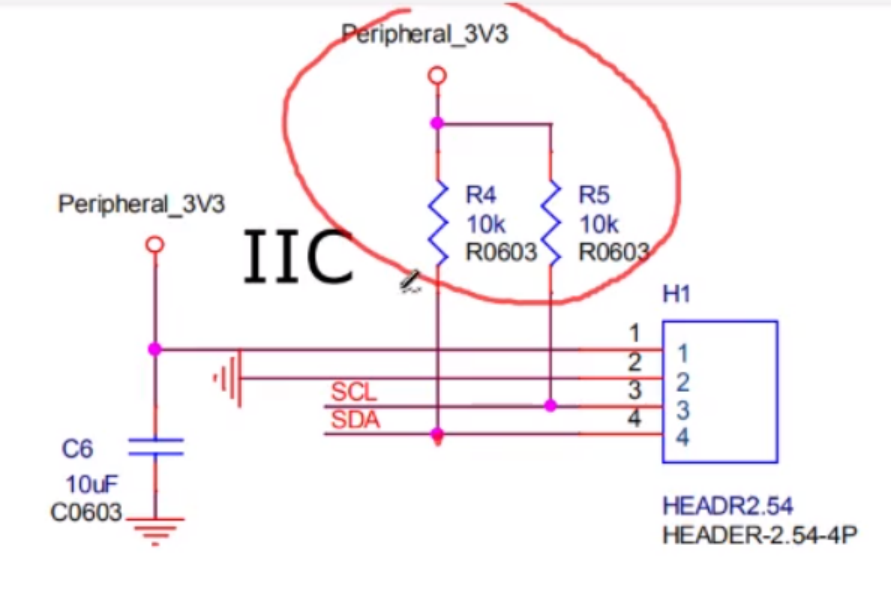 Peripheral_3V3
R4
10k
R0603
R5
10k
R0603
Peripheral_3V3
IIC
H1
1
2
3
4
1
2
3
4
SCL
SDA
C6
10uF
C0603
HEADR2.54
HEADER-2.54-4P